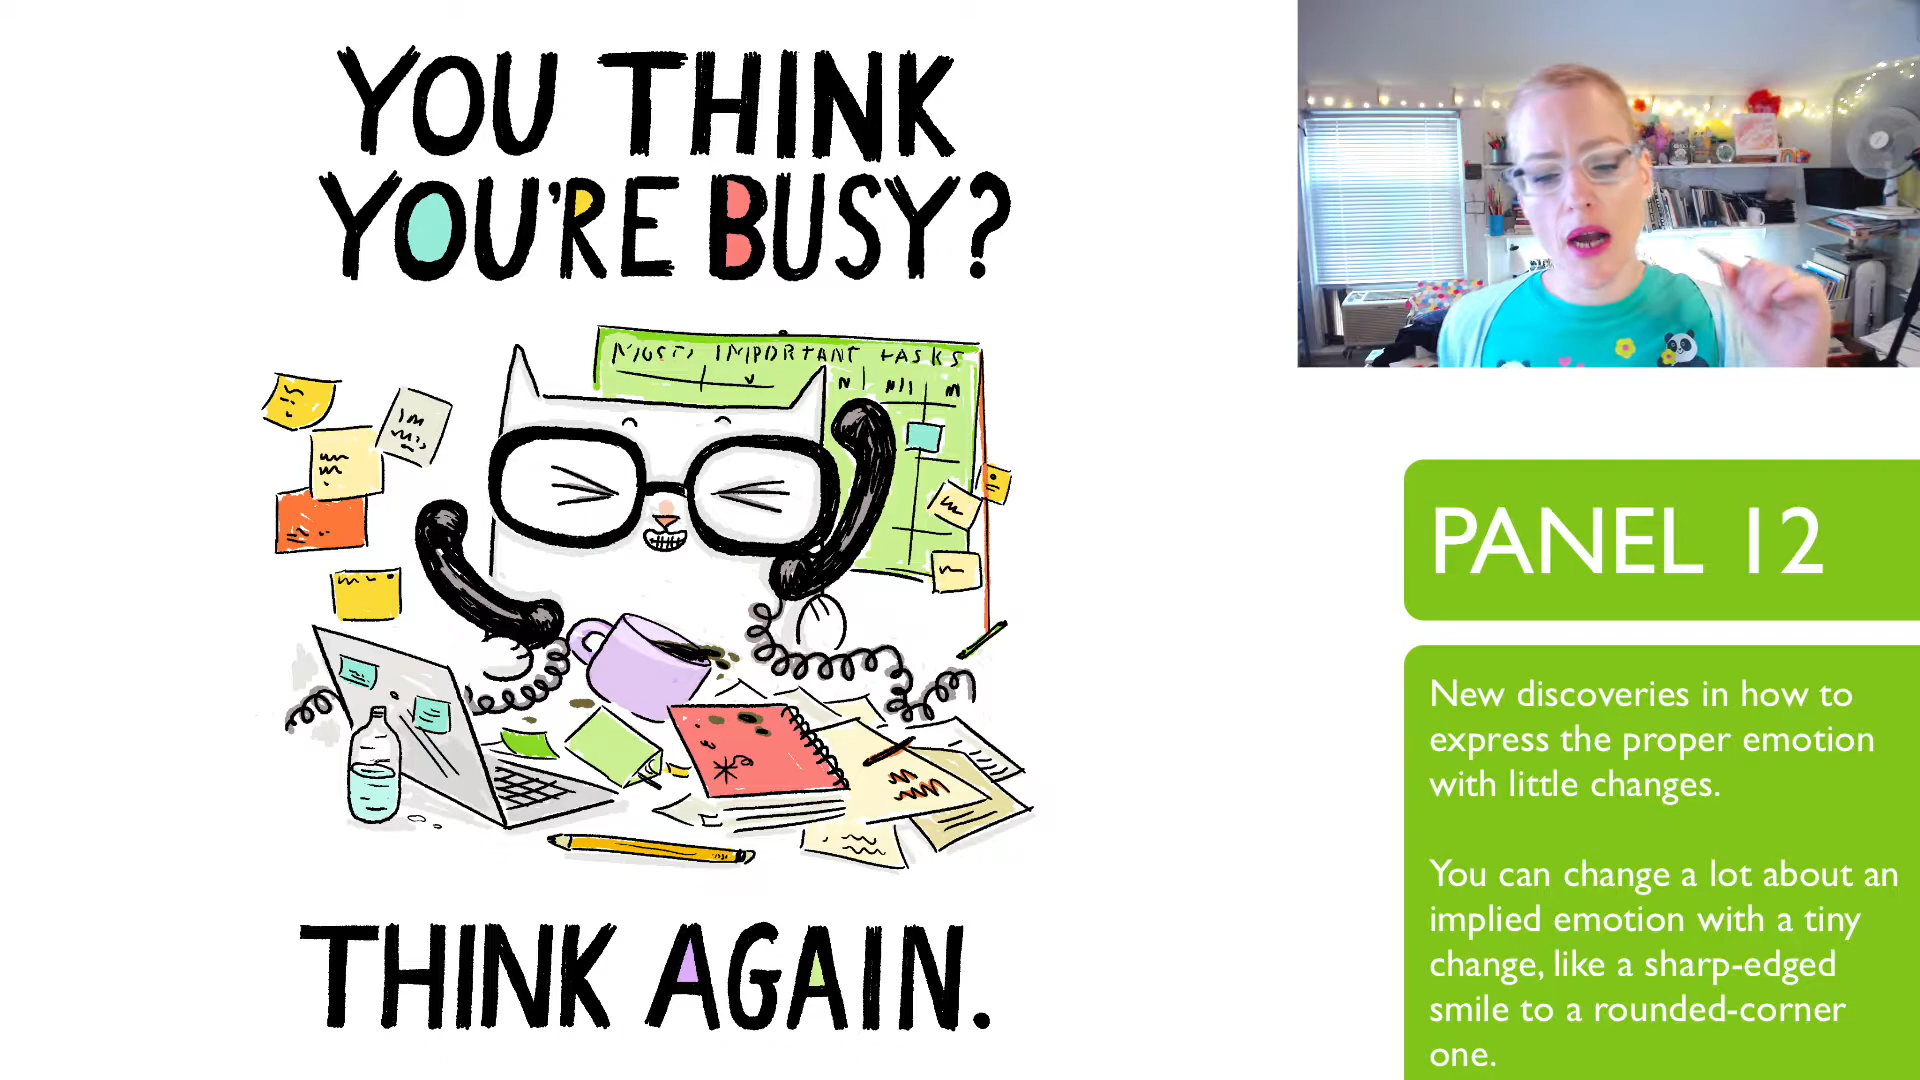 YOU THINK
YOU'RE BUSY?
MOST IMPORTANT TASKS
THINK AGAIN.
PANEL 12
New discoveries in how to
express the proper emotion
with little changes.
You can change a lot about an
implied emotion with a tiny
change, like a sharp-edged
smile to a rounded-corner
one.